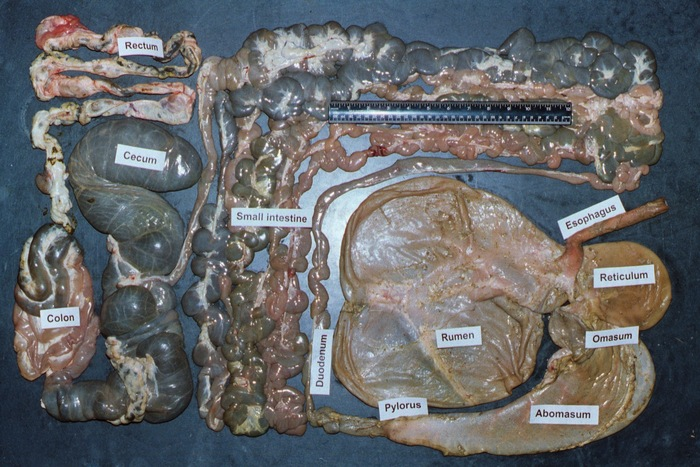 Rectum
Cecum
Small intestine
Esophagus
Reticulum
Colon
Duodenum
Rumen
Omasum
Pylorus
Abomasum